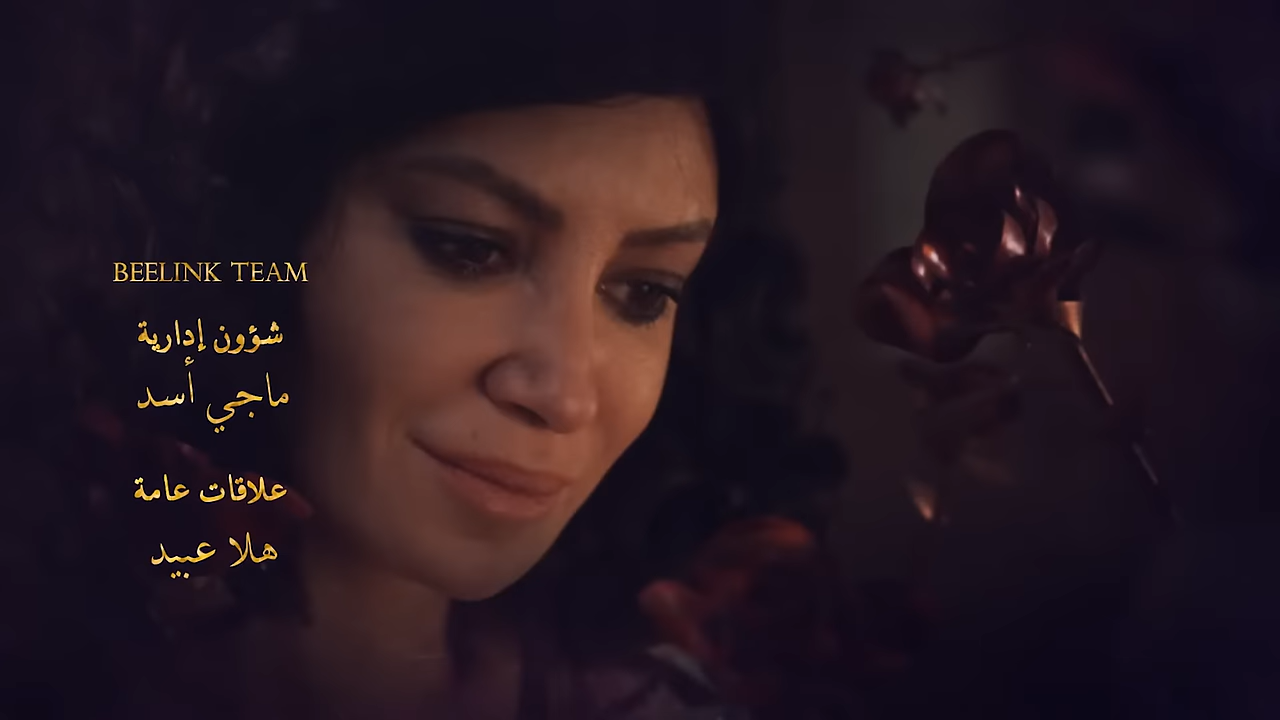 BEELINK TEAM
شؤون إدارية
ماجي أسد
علاقات عامة
هلا عبيد